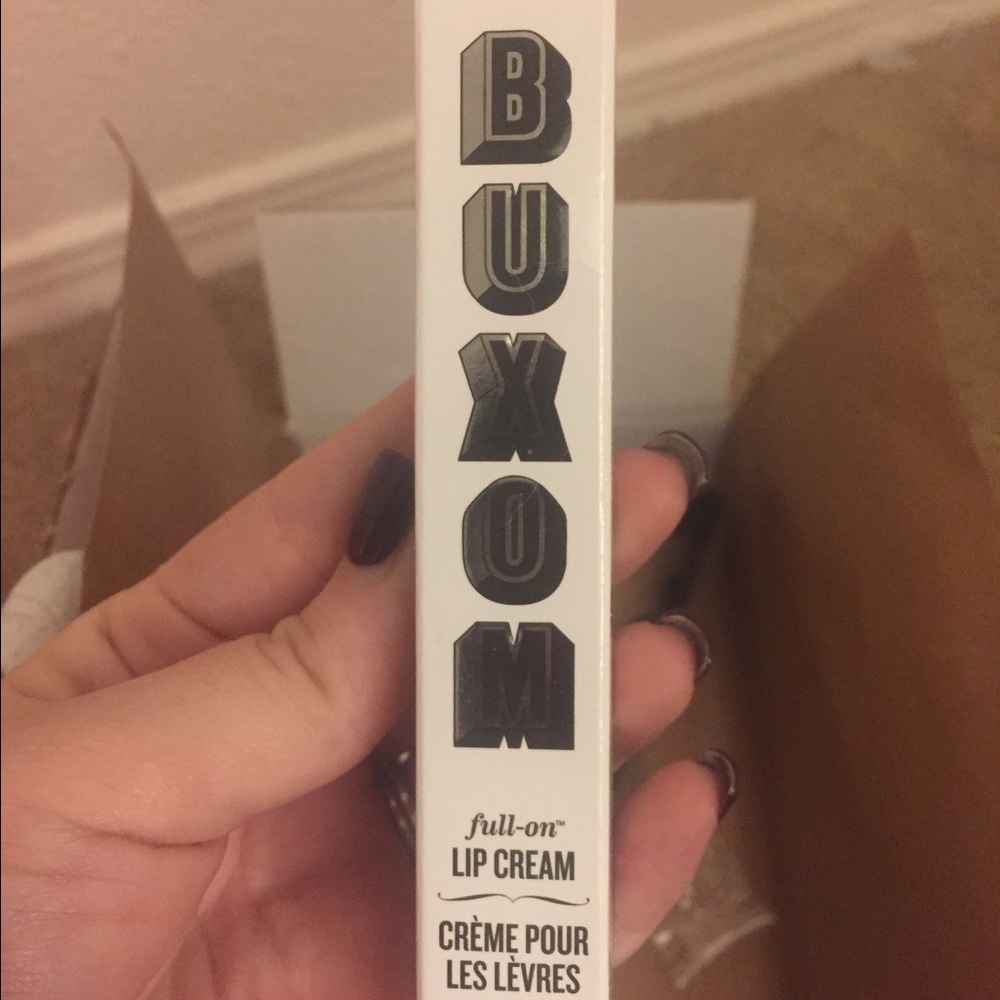 BUXOM
full-on™
LIP CREAM
CRÈME POUR
LES LÈVRES